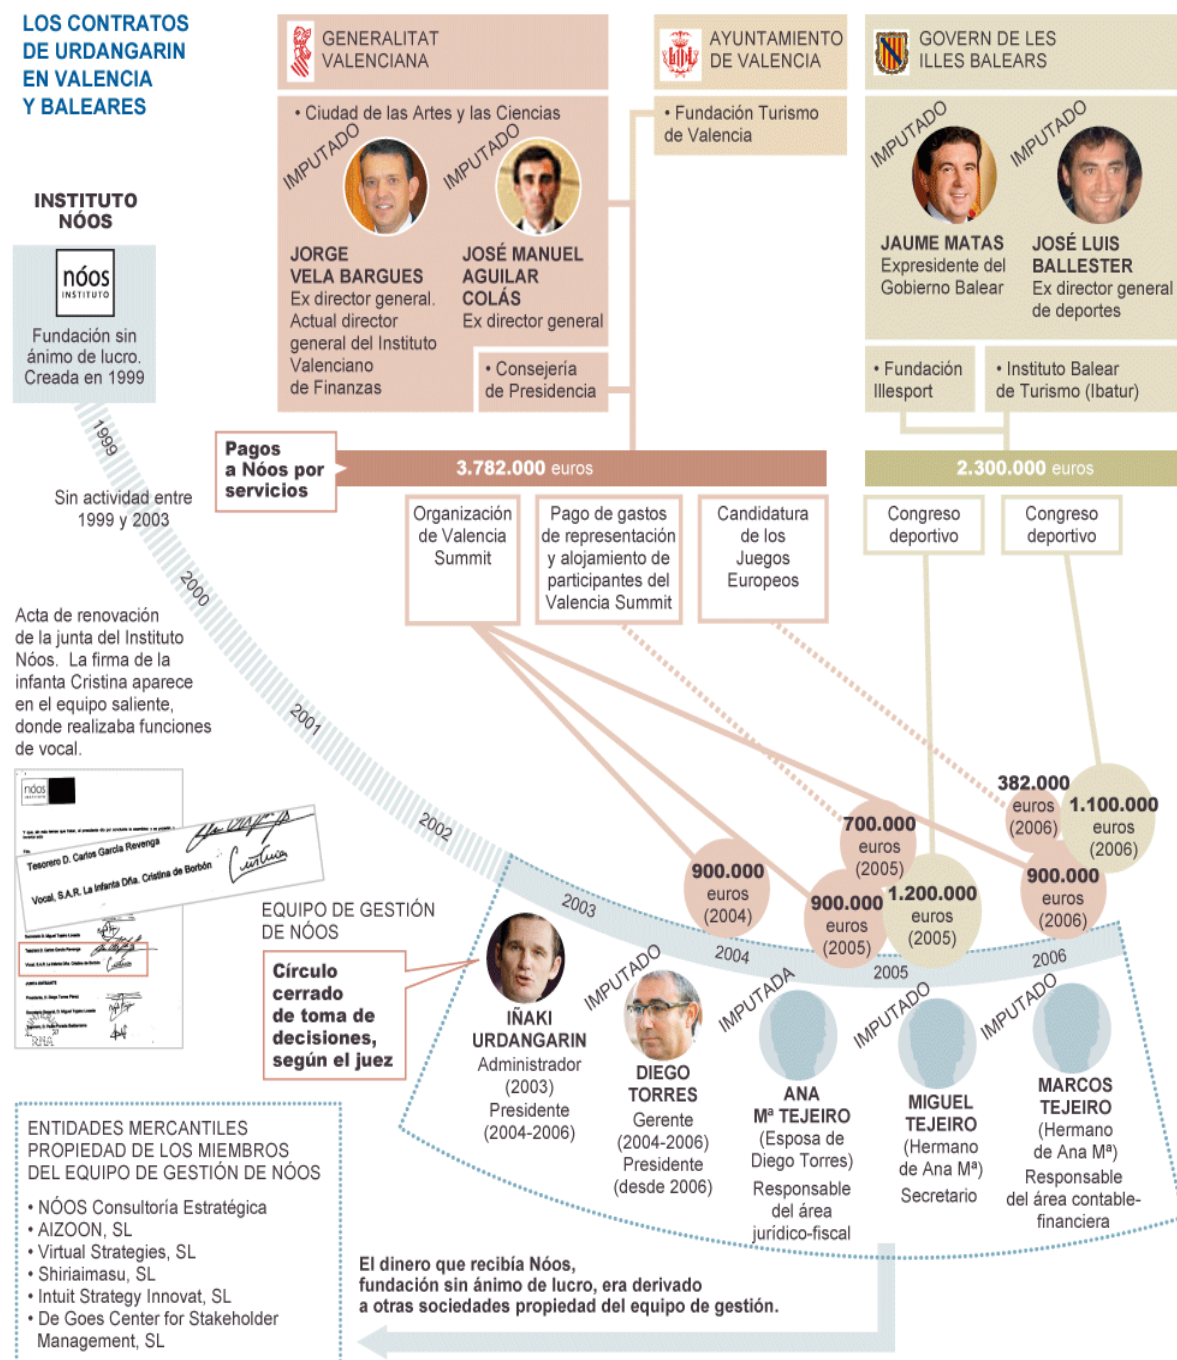 LOS CONTRATOS
DE URDANGARIN
EN VALENCIA
Y BALEARES
GENERALITAT
VALENCIANA
AYUNTAMIENTO
DE VALENCIA
GOVERN DE LES
ILLES BALEARS
• Ciudad de las Artes y las Ciencias
IMPUTADO
IMPUTADO
JORGE
VELA BARGUES
Ex director general.
Actual director
general del Instituto
Valenciano
de Finanzas
JOSÉ MANUEL
AGUILAR
COLÁS
Ex director general
• Consejería
de Presidencia
• Fundación Turismo
de Valencia
IMPUTADO
IMPUTADO
JAUME MATAS
Expresidente del
Gobierno Balear
JOSÉ LUIS
BALLESTER
Ex director general
de deportes
• Fundación
Illesport
• Instituto Balear
de Turismo (Ibatur)
INSTITUTO
NÓOS
nóos
INSTITUTO
Fundación sin
ánimo de lucro.
Creada en 1999
1999
Sin actividad entre
1999 y 2003
2000
2001
2002
2003
2004
2005
2006
Pagos
a Nóos por
servicios
3.782.000 euros
2.300.000 euros
Organización
de Valencia
Summit
Pago de gastos
de representación
y alojamiento de
participantes del
Valencia Summit
Candidatura
de los
Juegos
Europeos
Congreso
deportivo
Congreso
deportivo
900.000
euros
(2004)
700.000
euros
(2005)
900.000
euros
(2005)
1.200.000
euros
(2005)
382.000
euros
(2006)
1.100.000
euros
(2006)
900.000
euros
(2006)
Acta de renovación
de la junta del Instituto
Nóos. La firma de la
infanta Cristina aparece
en el equipo saliente,
donde realizaba funciones
de vocal.
nóos
Tesorero D. Carlos García Revenga
Vocal, S.A.R. La Infanta Dña. Cristina de Borbón
Cristina
EQUIPO DE GESTIÓN
DE NÓOS
Círculo
cerrado
de toma de
decisiones,
según el juez
IÑAKI
URDANGARIN
Administrador
(2003)
Presidente
(2004-2006)
IMPUTADO
DIEGO
TORRES
Gerente
(2004-2006)
Presidente
(desde 2006)
IMPUTADA
ANA
Mª TEJEIRO
(Esposa de
Diego Torres)
Responsable
del área
jurídico-fiscal
IMPUTADO
MIGUEL
TEJEIRO
(Hermano
de Ana Mª)
Secretario
IMPUTADO
MARCOS
TEJEIRO
(Hermano
de Ana Mª)
Responsable
del área contable-
financiera
ENTIDADES MERCANTILES
PROPIEDAD DE LOS MIEMBROS
DEL EQUIPO DE GESTIÓN DE NÓOS
• NÓOS Consultoría Estratégica
• AIZOON, SL
• Virtual Strategies, SL
• Shiriaimasu, SL
• Intuit Strategy Innovat, SL
• De Goes Center for Stakeholder
Management, SL
El dinero que recibía Nóos,
fundación sin ánimo de lucro, era derivado
a otras sociedades propiedad del equipo de gestión.